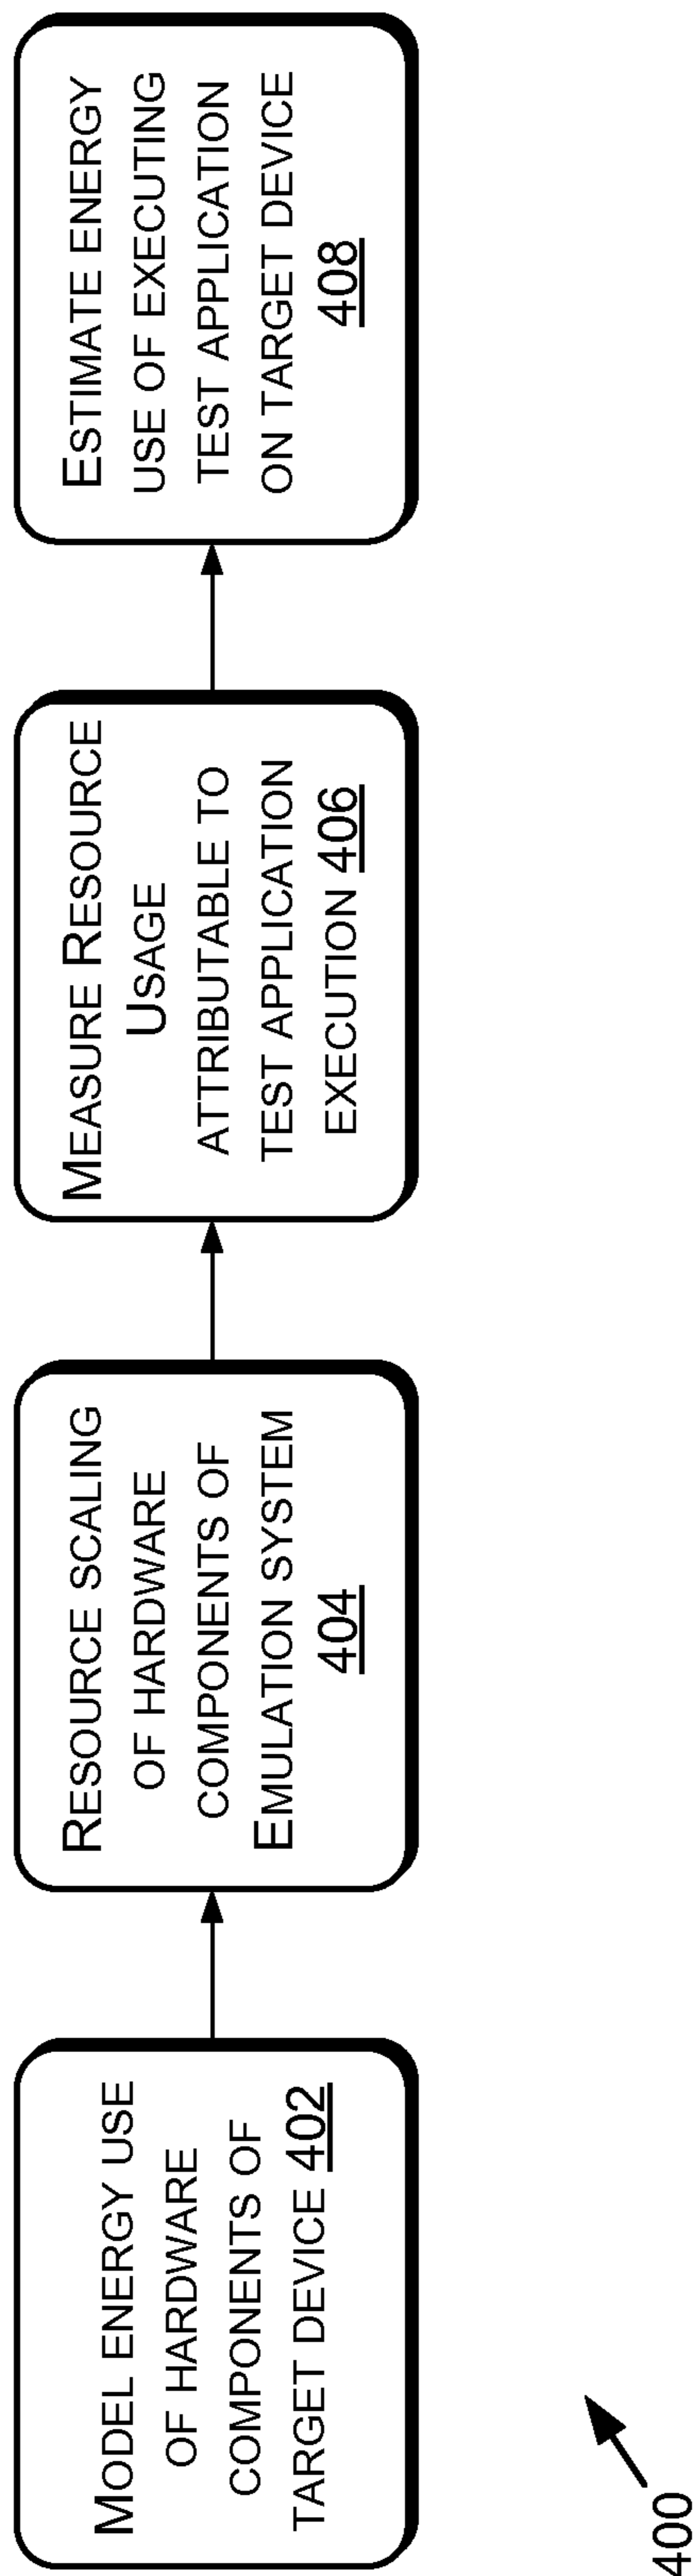 MODEL ENERGY USE
OF HARDWARE
COMPONENTS OF
TARGET DEVICE 402
RESOURCE SCALING
OF HARDWARE
COMPONENTS OF
EMULATION SYSTEM
404
MEASURE RESOURCE
USAGE
ATTRIBUTABLE TO
TEST APPLICATION
EXECUTION 406
ESTIMATE ENERGY
USE OF EXECUTING
TEST APPLICATION
ON TARGET DEVICE
408
400